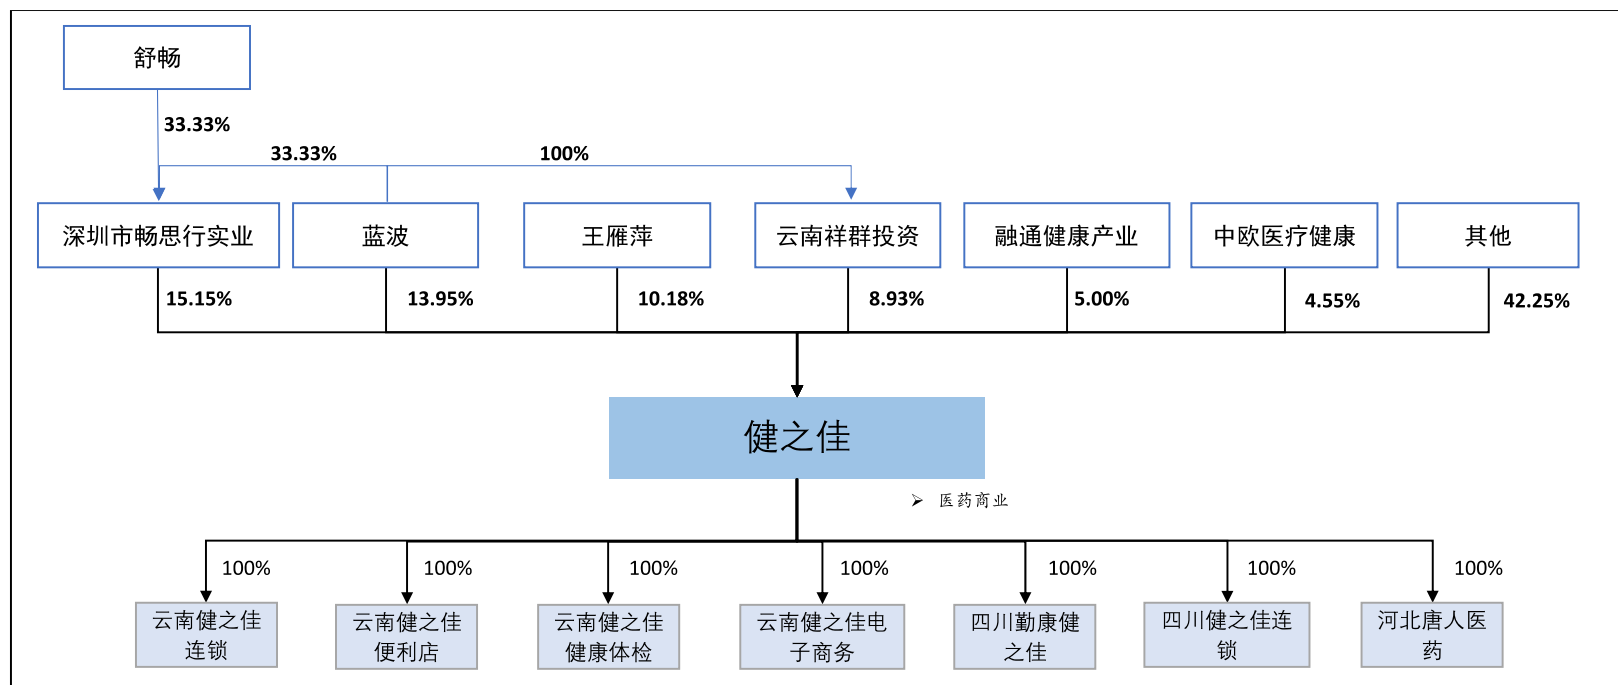 舒畅
33.33%
33.33%
100%
深圳市畅思行实业
蓝波
王雁萍
云南祥群投资
融通健康产业
中欧医疗健康
其他
15.15%
13.95%
10.18%
8.93%
5.00%
4.55%
42.25%
健之佳
➢ 医药商业
100%
100%
100%
100%
100%
100%
100%
云南健之佳
连锁
云南健之佳
便利店
云南健之佳
健康体检
云南健之佳电
子商务
四川勤康健
之佳
四川健之佳连
锁
河北唐人医
药